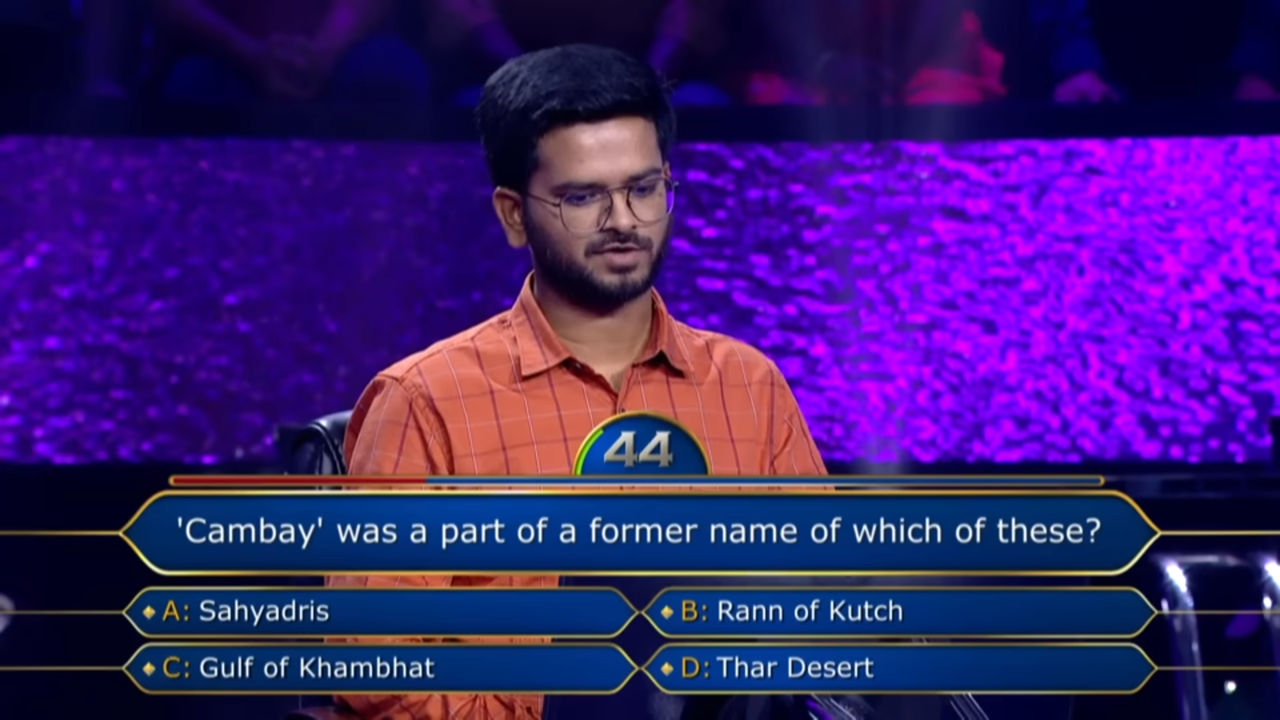 44
'Cambay' was a part of a former name of which of these?
A: Sahyadris
B: Rann of Kutch
C: Gulf of Khambhat
D: Thar Desert